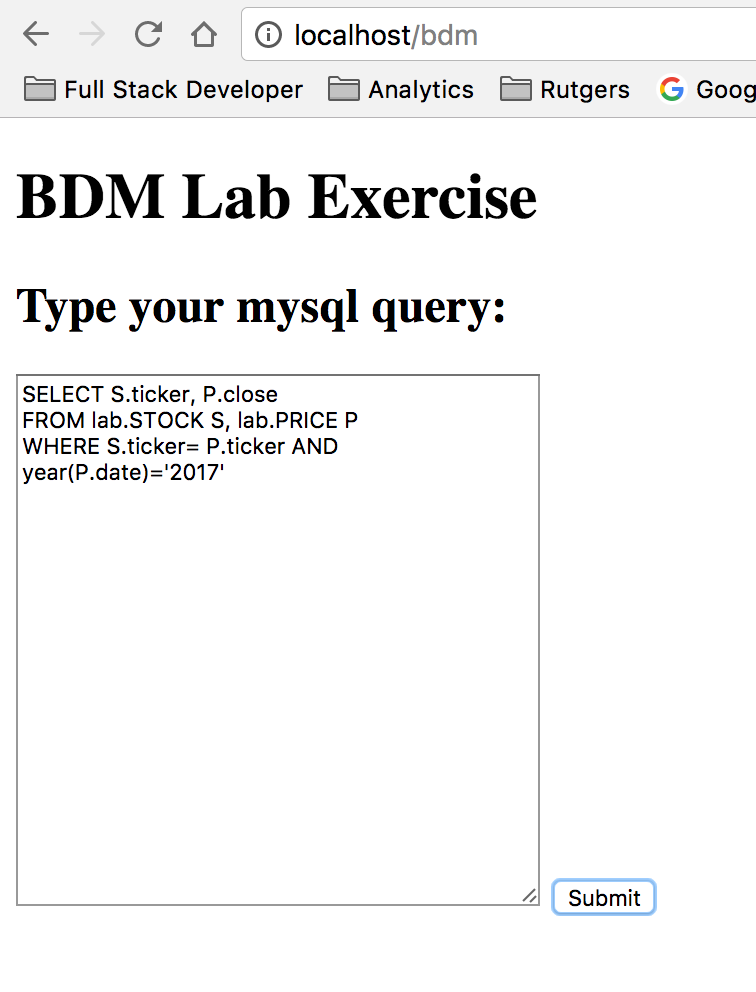 localhost/bdm
Full Stack Developer Analytics Rutgers Goog
BDM Lab Exercise
Type your mysql query:
SELECT S.ticker, P.close
FROM lab.STOCK S, lab.PRICE P
WHERE S.ticker= P.ticker AND
year(P.date)='2017'
Submit